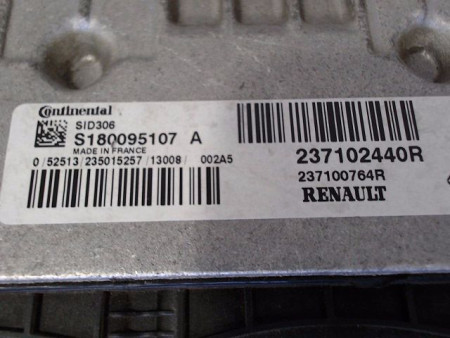 Continental
SID306
S180095107 A
MADE IN FRANCE
0/52513/235015257/13008/ 002A5
237102440R
237100764R
RENAULT